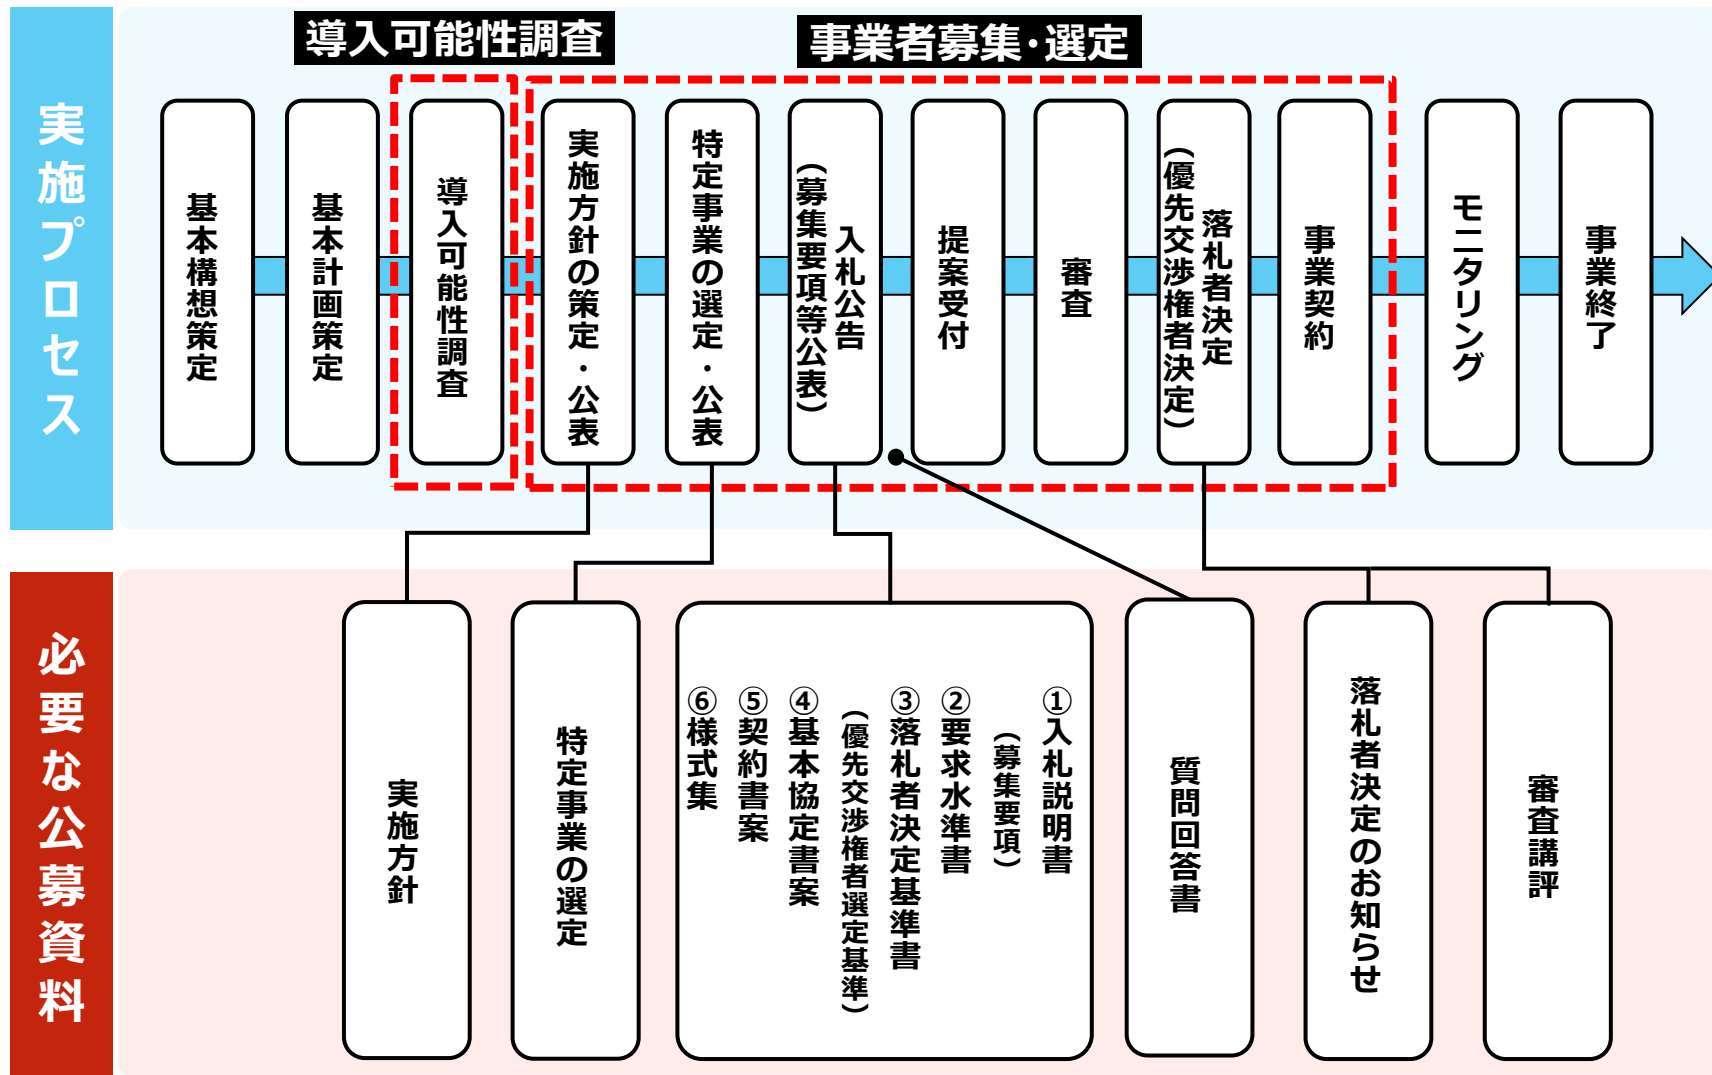 導入可能性調査
事業者募集・選定
実施プロセス
基本構想策定
基本計画策定
導入可能性調査
実施方針の策定・公表
特定事業の選定・公表
入札公告
（募集要項等公表）
提案受付
審査
落札者決定
（優先交渉権者決定）
事業契約
モニタリング
事業終了
必要な公募資料
実施方針
特定事業の選定
①入札説明書
（募集要項）
②要求水準書
③落札者決定基準書
（優先交渉権者選定基準）
④基本協定書案
⑤契約書案
⑥様式集
質問回答書
落札者決定のお知らせ
審査講評